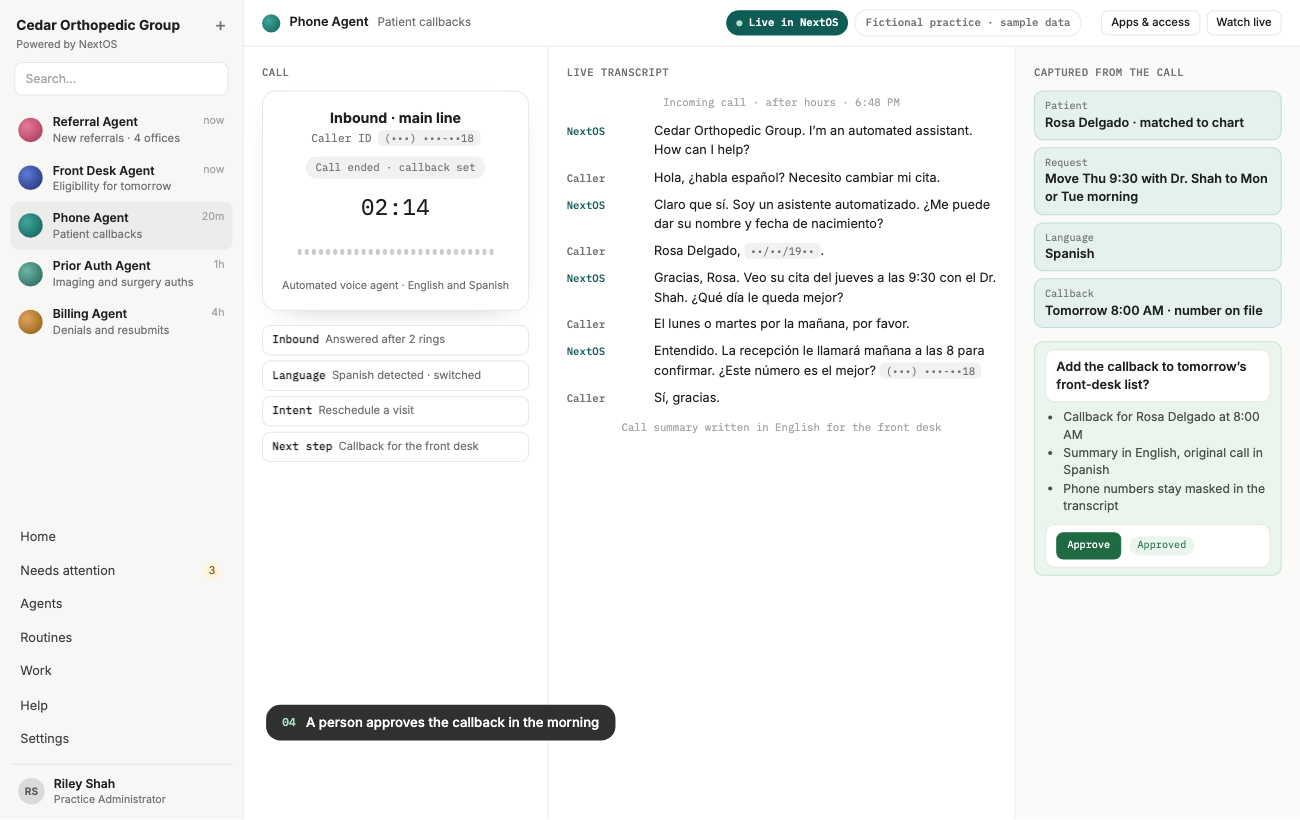 Cedar Orthopedic Group
+
Powered by NextOS
Search...
Referral Agent now
New referrals · 4 offices
Front Desk Agent now
Eligibility for tomorrow
Phone Agent 20m
Patient callbacks
Prior Auth Agent 1h
Imaging and surgery auths
Billing Agent 4h
Denials and resubmits
Home
Needs attention 3
Agents
Routines
Work
Help
Settings
RS
Riley Shah
Practice Administrator
Phone Agent Patient callbacks
Live in NextOS
Fictional practice · sample data
Apps & access
Watch live
CALL
Inbound · main line
Caller ID (•••) •••-••18
Call ended · callback set
02:14
Automated voice agent · English and Spanish
Inbound Answered after 2 rings
Language Spanish detected · switched
Intent Reschedule a visit
Next step Callback for the front desk
LIVE TRANSCRIPT
Incoming call · after hours · 6:48 PM
NextOS Cedar Orthopedic Group. I’m an automated assistant.
How can I help?
Caller Hola, ¿habla español? Necesito cambiar mi cita.
NextOS Claro que sí. Soy un asistente automatizado. ¿Me puede
dar su nombre y fecha de nacimiento?
Caller Rosa Delgado, ••/••/19••.
NextOS Gracias, Rosa. Veo su cita del jueves a las 9:30 con el Dr.
Shah. ¿Qué día le queda mejor?
Caller El lunes o martes por la mañana, por favor.
NextOS Entendido. La recepción le llamará mañana a las 8 para
confirmar. ¿Este número es el mejor? (•••) •••-••18
Caller Sí, gracias.
Call summary written in English for the front desk
CAPTURED FROM THE CALL
Patient
Rosa Delgado · matched to chart
Request
Move Thu 9:30 with Dr. Shah to Mon
or Tue morning
Language
Spanish
Callback
Tomorrow 8:00 AM · number on file
Add the callback to tomorrow’s
front-desk list?
• Callback for Rosa Delgado at 8:00
AM
• Summary in English, original call in
Spanish
• Phone numbers stay masked in the
transcript
Approve Approved
04 A person approves the callback in the morning